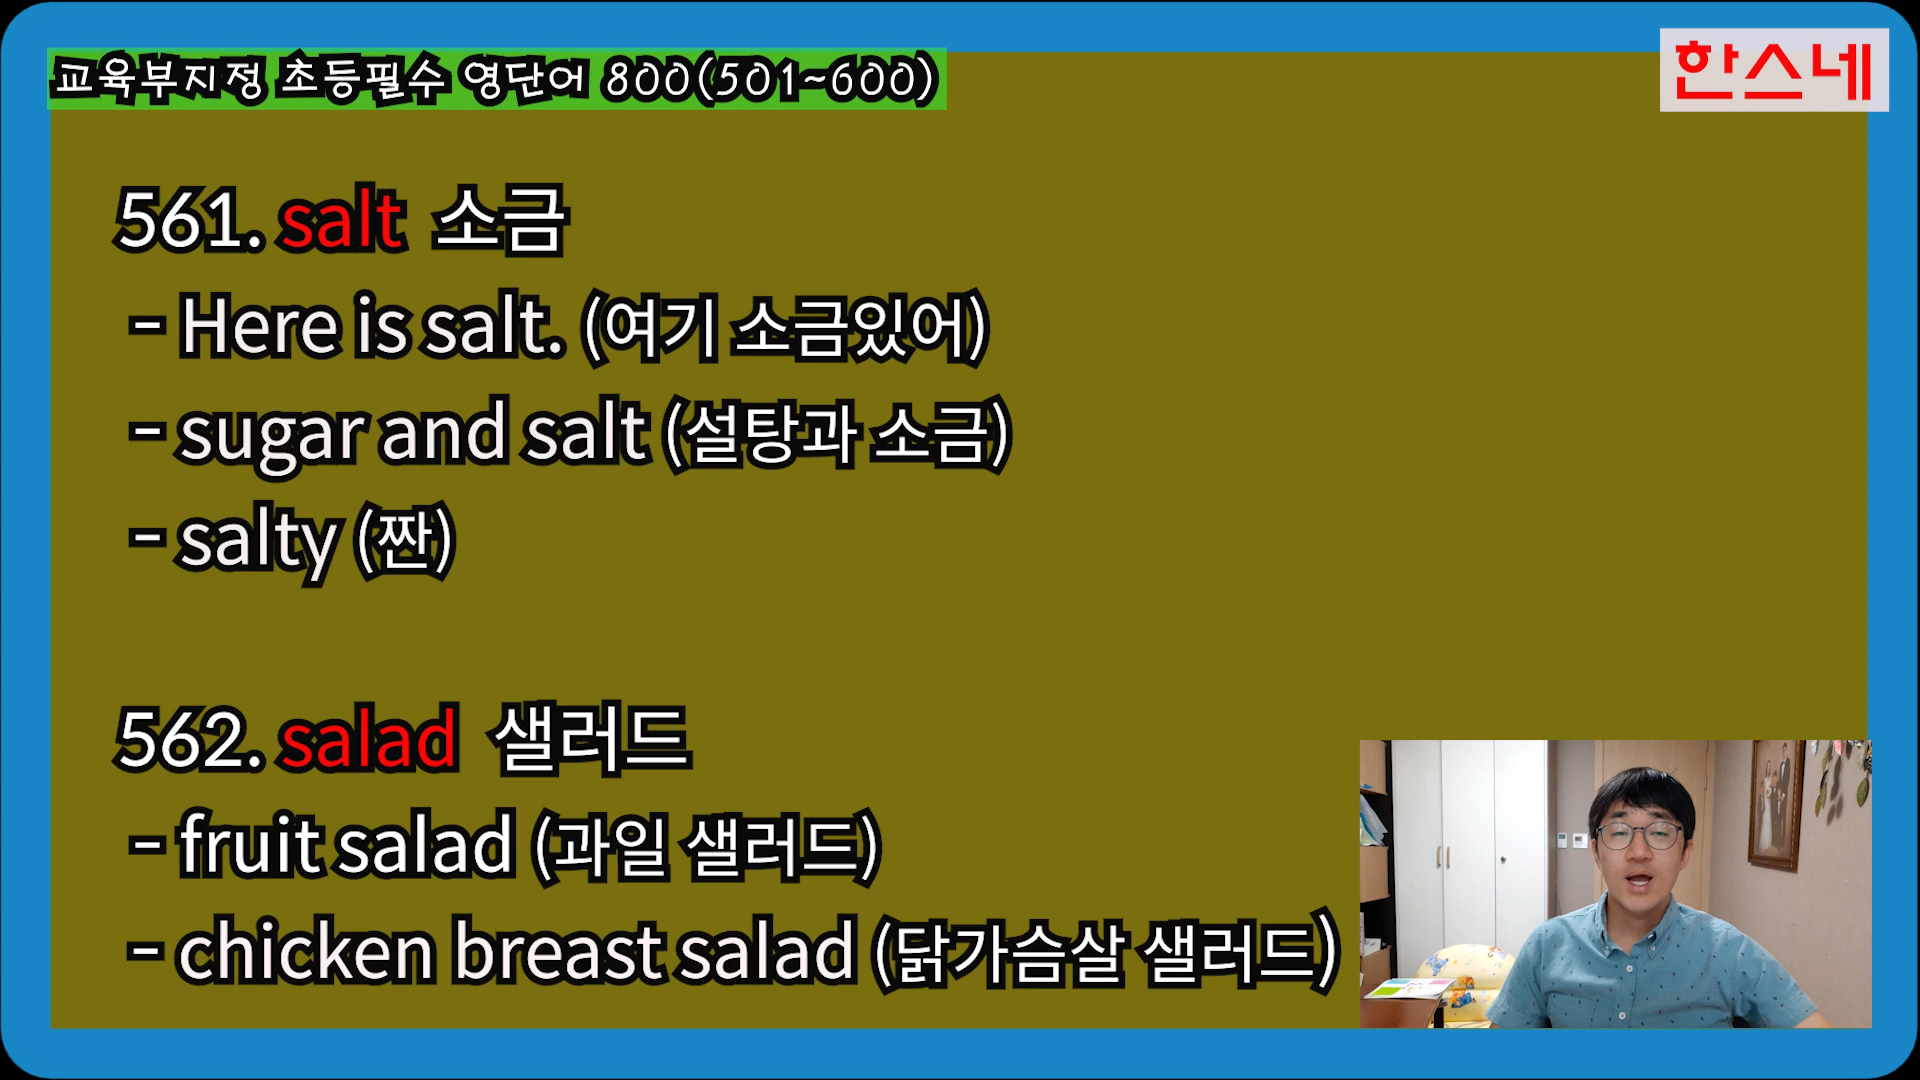 교육부지정 초등필수 영단어 800(501~600)
한스네
561. salt 소금
- Here is salt. (여기 소금있어)
- sugar and salt (설탕과 소금)
- salty (짠)
562. salad 샐러드
- fruit salad (과일 샐러드)
- chicken breast salad (닭가슴살 샐러드)